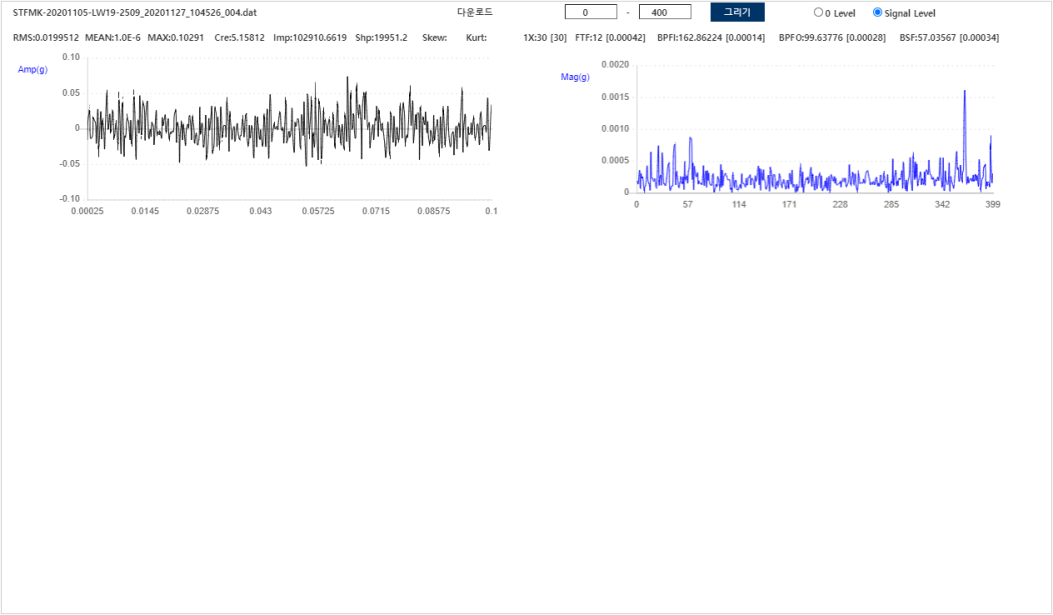 STFMK-20201105-LW19-2509_20201127_104526_004.dat 다운로드 0 - 400 그리기 0 Level Signal Level
RMS:0.0199512 MEAN:1.0E-6 MAX:0.10291 Cre:5.15812 Imp:102910.6619 Shp:19951.2 Skew: Kurt: 1X:30 [30] FTF:12 [0.00042] BPFI:162.86224 [0.00014] BPFO:99.63776 [0.00028] BSF:57.03567 [0.00034]
Amp(g)
0.10
0.05
0
-0.05
-0.10
0.00025 0.0145 0.02875 0.043 0.05725 0.0715 0.08575 0.1
Mag(g)
0.0020
0.0015
0.0010
0.0005
0
0 57 114 171 228 285 342 399